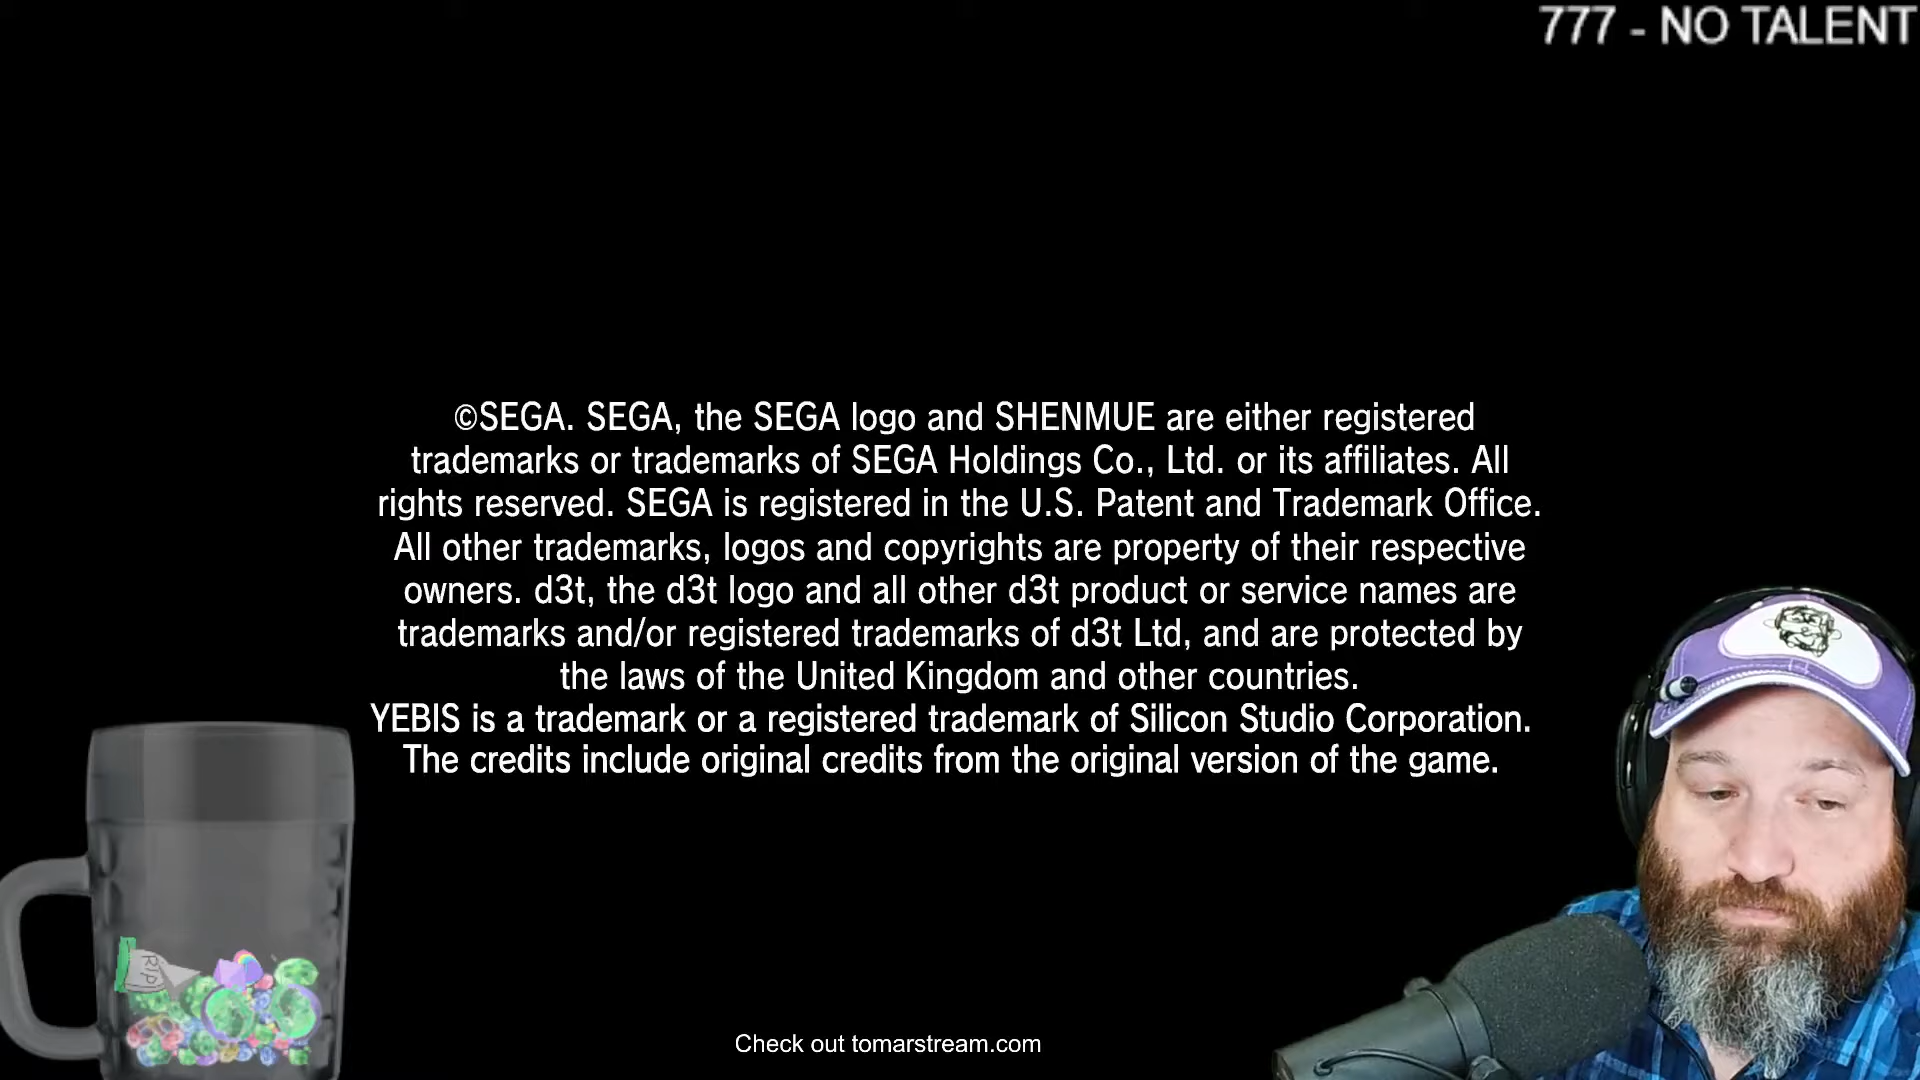 777 - NO TALENT
©SEGA. SEGA, the SEGA logo and SHENMUE are either registered
trademarks or trademarks of SEGA Holdings Co., Ltd. or its affiliates. All
rights reserved. SEGA is registered in the U.S. Patent and Trademark Office.
All other trademarks, logos and copyrights are property of their respective
owners. d3t, the d3t logo and all other d3t product or service names are
trademarks and/or registered trademarks of d3t Ltd, and are protected by
the laws of the United Kingdom and other countries.
YEBIS is a trademark or a registered trademark of Silicon Studio Corporation.
The credits include original credits from the original version of the game.
RIP
Check out tomarstream.com